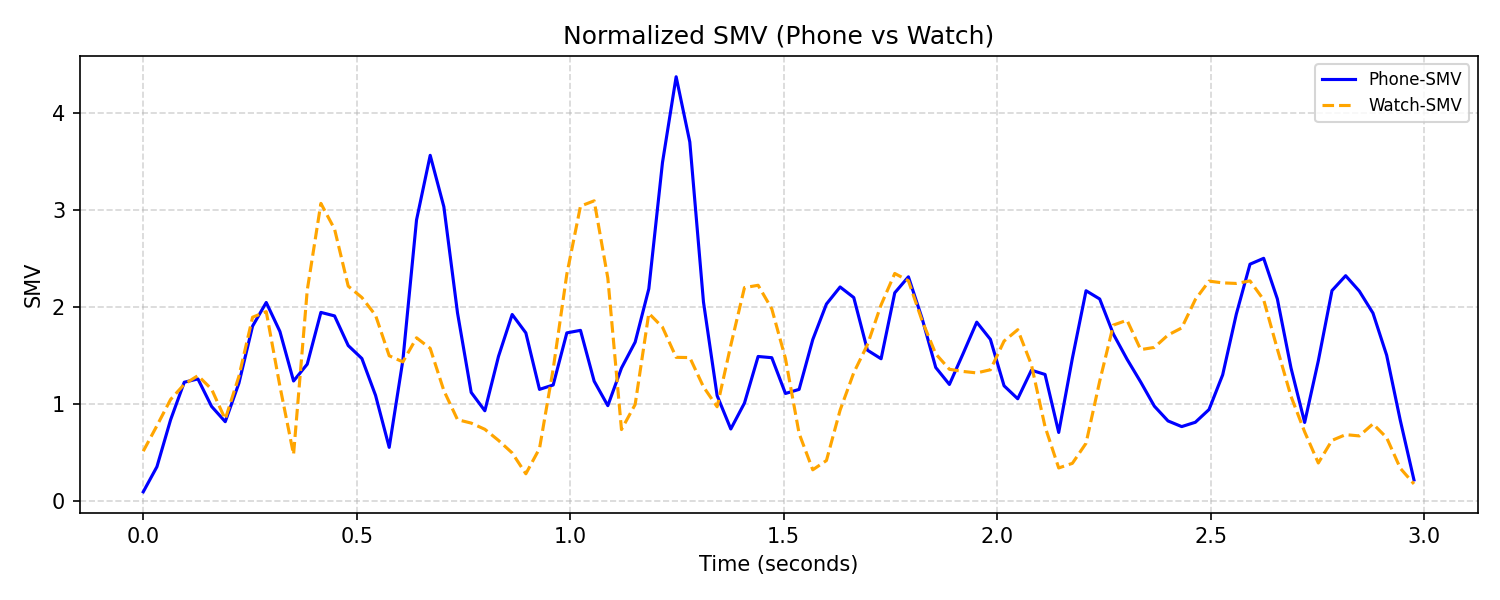 Normalized SMV (Phone vs Watch)
Phone-SMV
Watch-SMV
4
3
2
1
0
SMV
0.0 0.5 1.0 1.5 2.0 2.5 3.0
Time (seconds)